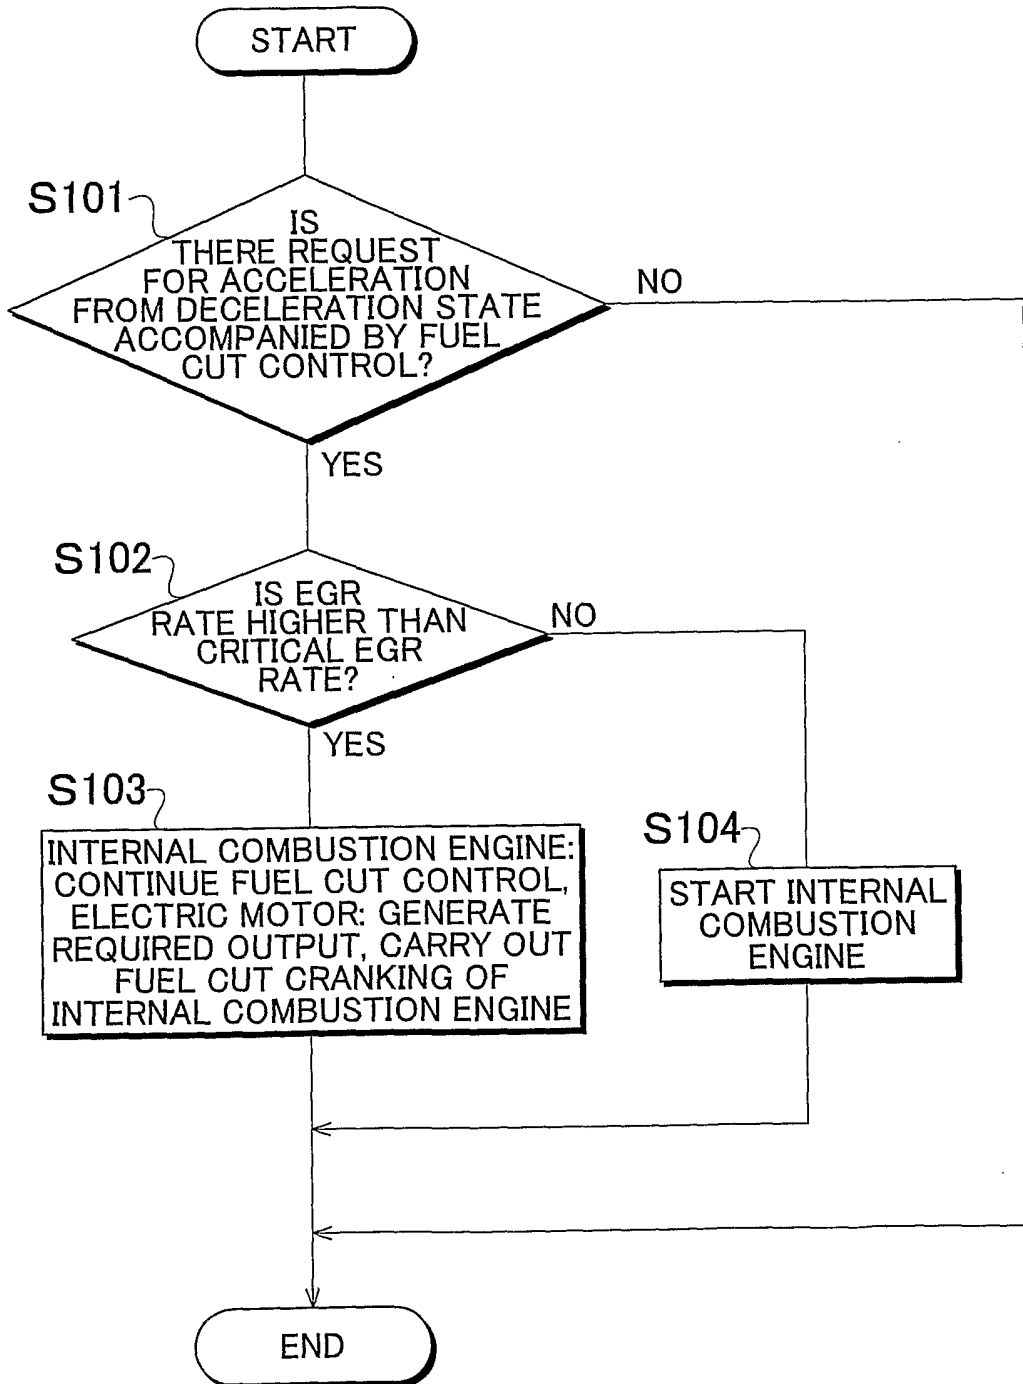 START
S101
IS
THERE REQUEST
FOR ACCELERATION
FROM DECELERATION STATE
ACCOMPANIED BY FUEL
CUT CONTROL?
NO
YES
S102
IS EGR
RATE HIGHER THAN
CRITICAL EGR
RATE?
NO
YES
S103
INTERNAL COMBUSTION ENGINE:
CONTINUE FUEL CUT CONTROL,
ELECTRIC MOTOR: GENERATE
REQUIRED OUTPUT, CARRY OUT
FUEL CUT CRANKING OF
INTERNAL COMBUSTION ENGINE
S104
START INTERNAL
COMBUSTION
ENGINE
END